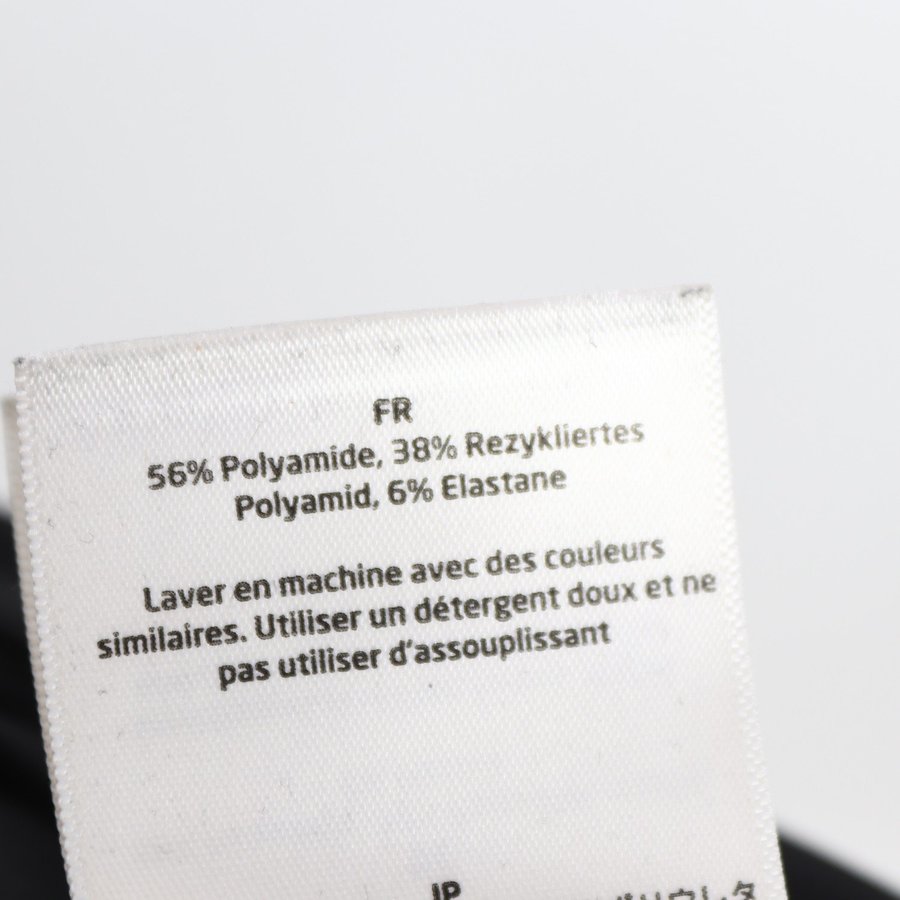 FR
56% Polyamide, 38% Rezykliertes
Polyamid, 6% Elastane
Laver en machine avec des couleurs
similaires. Utiliser un détergent doux et ne
pas utiliser d'assouplissant
JP